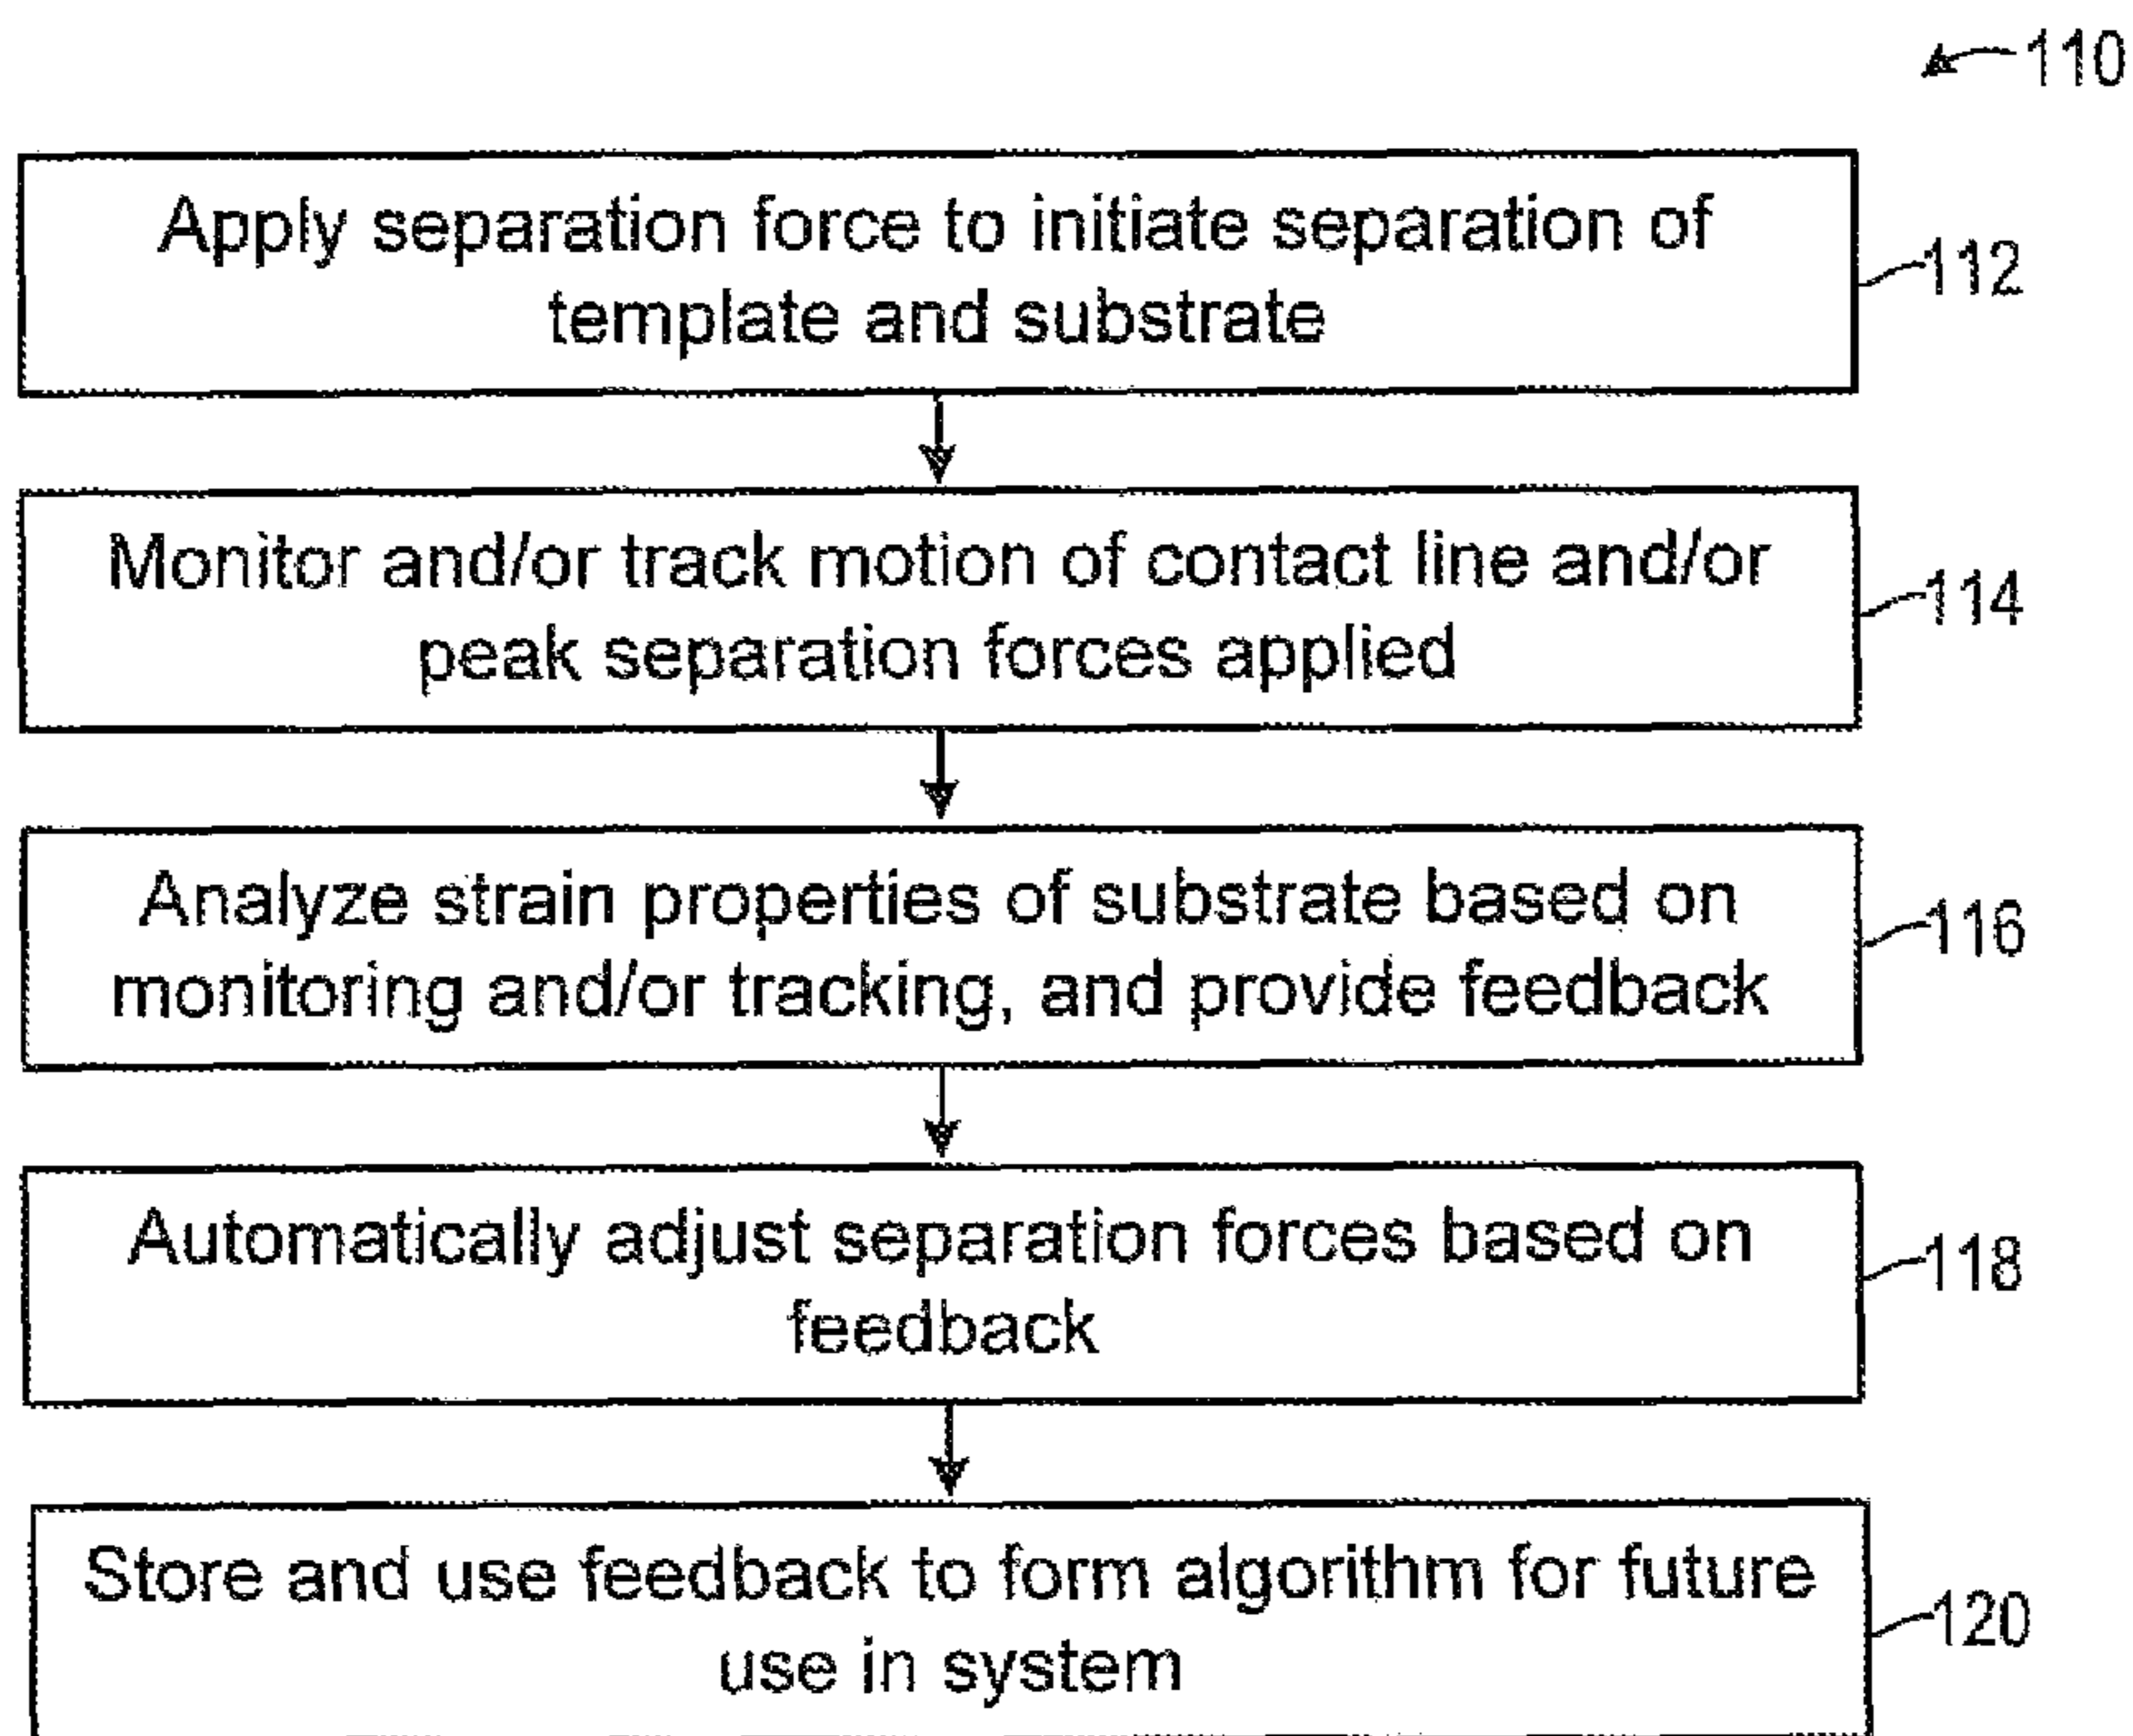 110
Apply separation force to initiate separation of
template and substrate
112
Monitor and/or track motion of contact line and/or
peak separation forces applied
114
Analyze strain properties of substrate based on
monitoring and/or tracking, and provide feedback
116
Automatically adjust separation forces based on
feedback
118
Store and use feedback to form algorithm for future
use in system
120